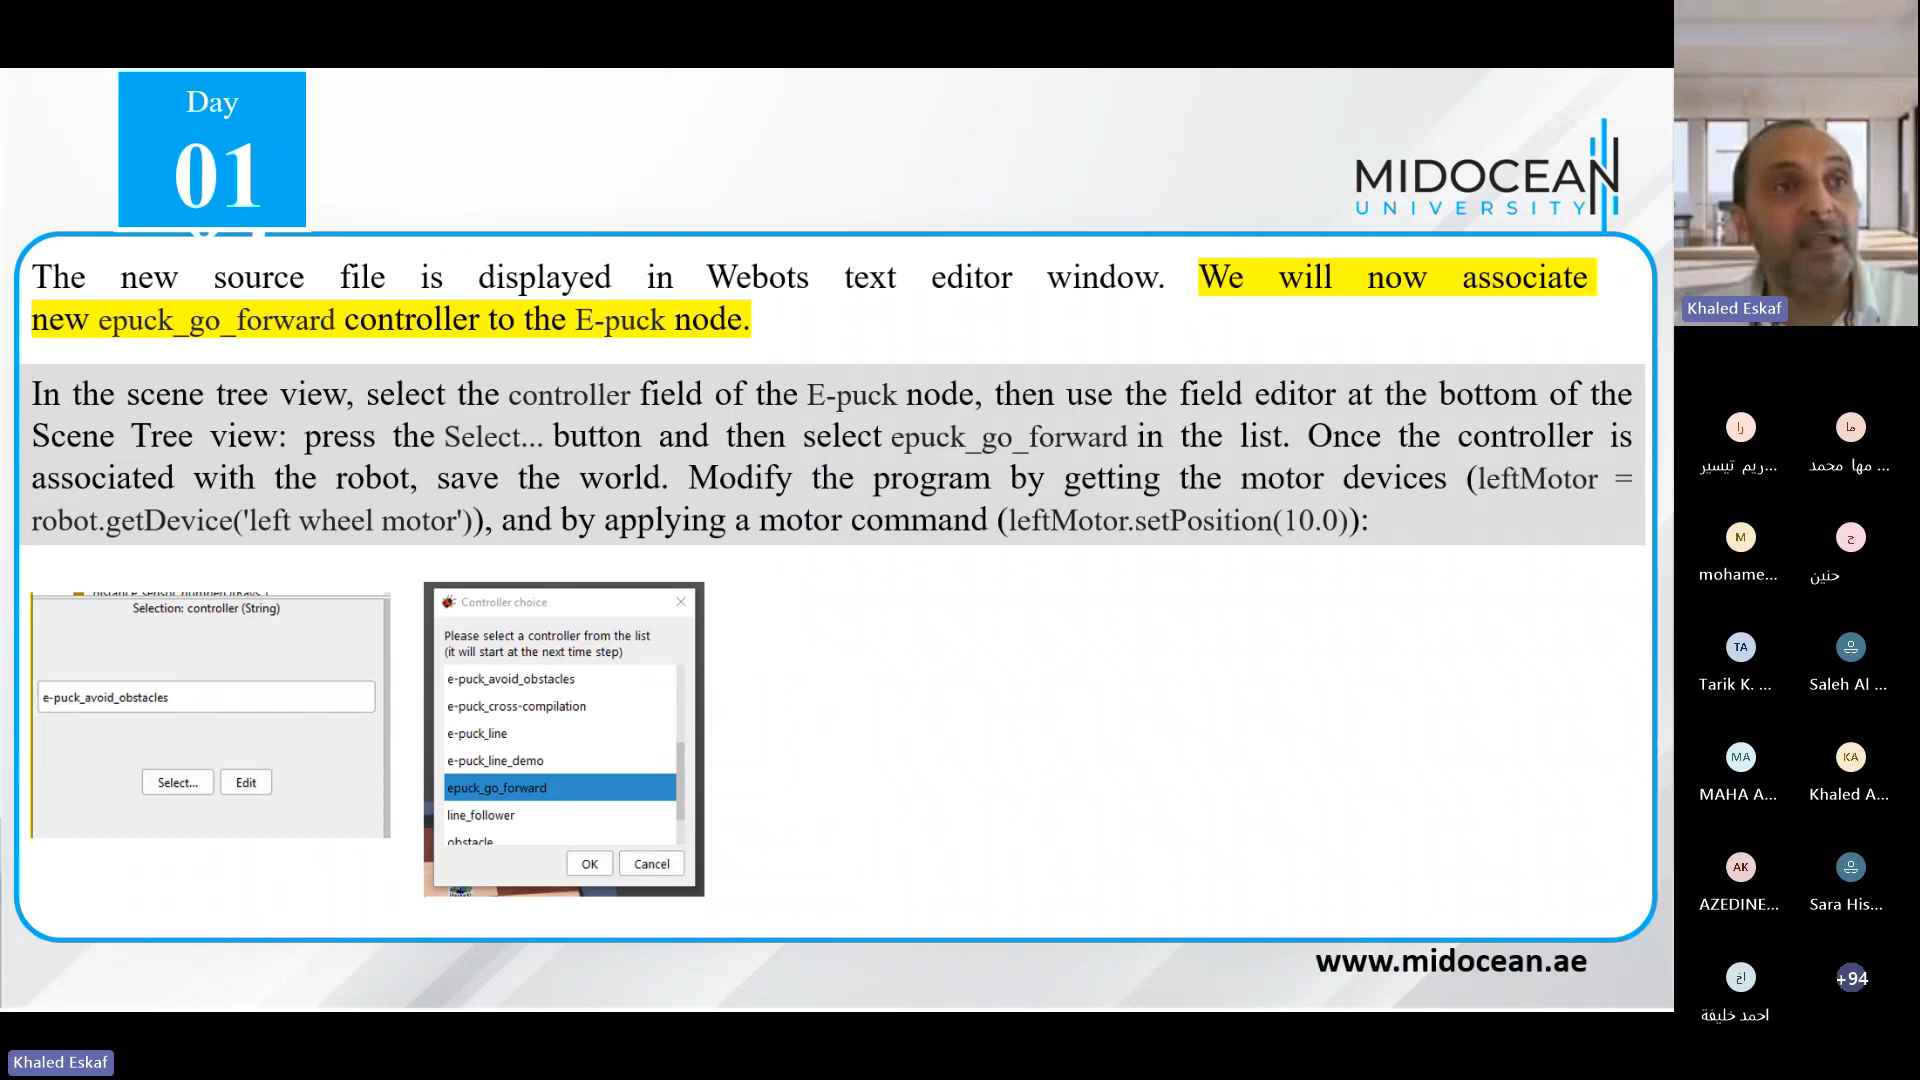 Day
01
MIDOCEAN
UNIVERSITY
The new source file is displayed in Webots text editor window. We will now associate
new epuck_go_forward controller to the E-puck node.
In the scene tree view, select the controller field of the E-puck node, then use the field editor at the bottom of the
Scene Tree view: press the Select... button and then select epuck_go_forward in the list. Once the controller is
associated with the robot, save the world. Modify the program by getting the motor devices (leftMotor =
robot.getDevice('left wheel motor')), and by applying a motor command (leftMotor.setPosition(10.0)):
Selection: controller (String)
e-puck_avoid_obstacles
Select...
Edit
Controller choice
Please select a controller from the list
(it will start at the next time step)
e-puck_avoid_obstacles
e-puck_cross-compilation
e-puck_line
e-puck_line_demo
epuck_go_forward
line_follower
obstacle
OK
Cancel
www.midocean.ae
Khaled Eskaf
Khaled Eskaf
را
ما
ريم تيسير...
مها محمد ...
M
ح
mohame...
حنين
TA
Tarik K. ...
Saleh Al ...
MA
KA
MAHA A...
Khaled A...
AK
AZEDINE...
Sara His...
اخ
+94
احمد خليفة